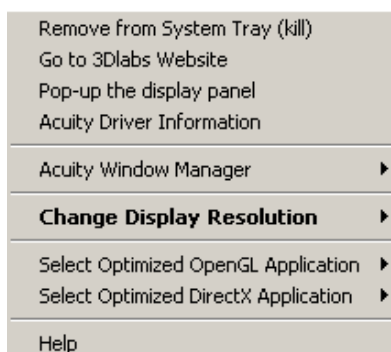 Remove from System Tray (kill)
Go to 3Dlabs Website
Pop-up the display panel
Acuity Driver Information
Acuity Window Manager
Change Display Resolution
Select Optimized OpenGL Application
Select Optimized DirectX Application
Help